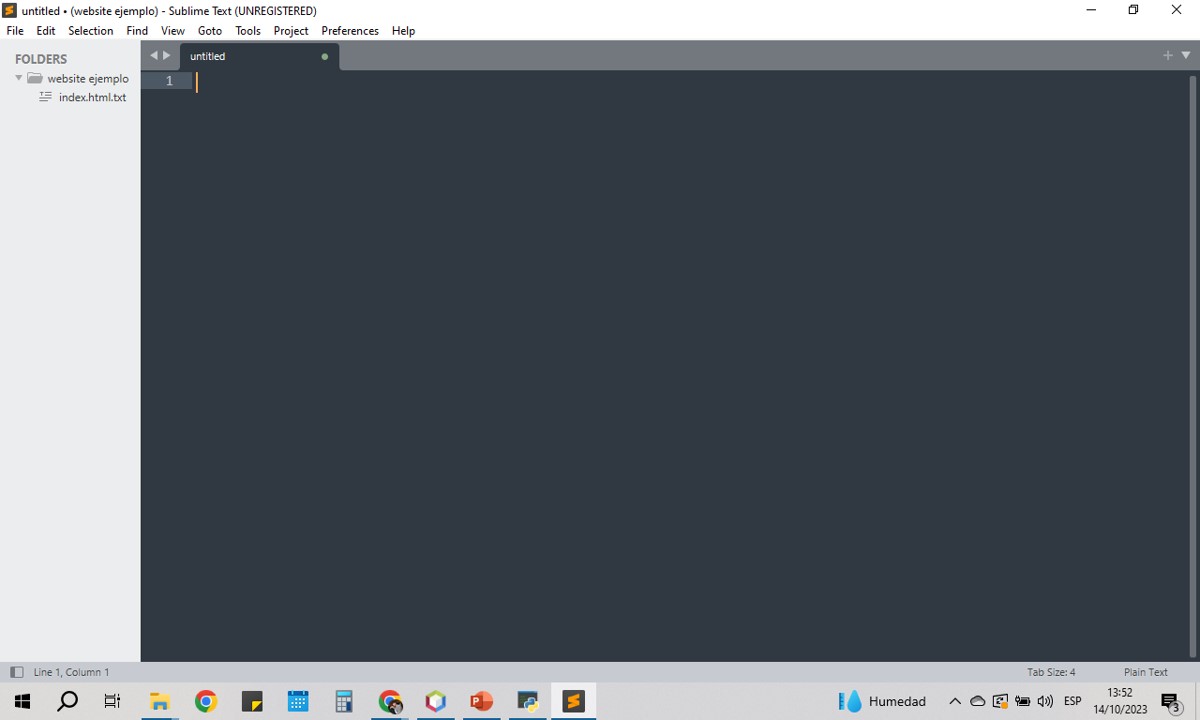 untitled • (website ejemplo) - Sublime Text (UNREGISTERED)
File Edit Selection Find View Goto Tools Project Preferences Help
FOLDERS
website ejemplo
index.html.txt
untitled
1
Line 1, Column 1
Tab Size: 4
Plain Text
Humedad
ESP
13:52
14/10/2023
3